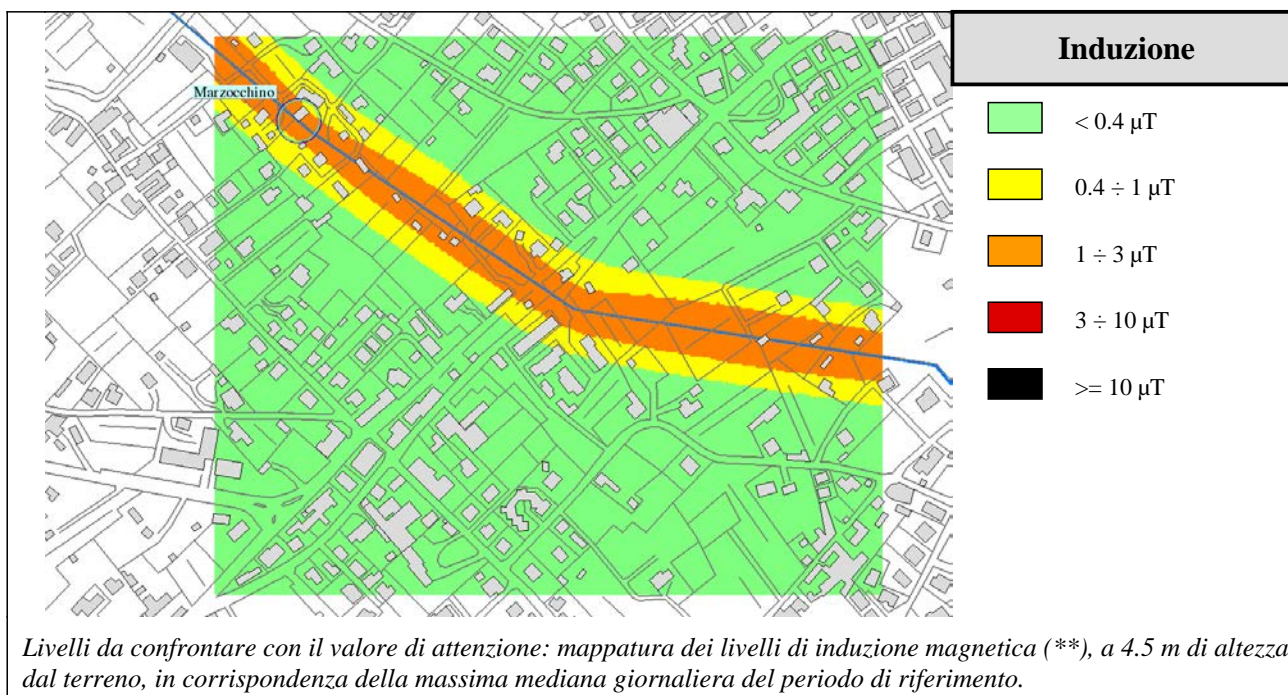 Induzione
Marzocchino
< 0.4 µT
0.4 ÷ 1 µT
1 ÷ 3 µT
3 ÷ 10 µT
>= 10 µT
Livelli da confrontare con il valore di attenzione: mappatura dei livelli di induzione magnetica (**), a 4.5 m di altezza
dal terreno, in corrispondenza della massima mediana giornaliera del periodo di riferimento.